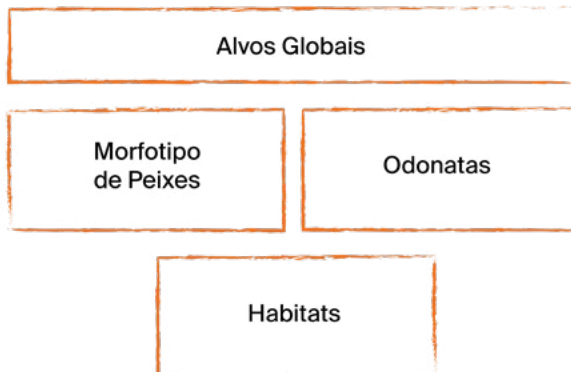 Alvos Globais
Morfotipo
de Peixes
Odonatas
Habitats